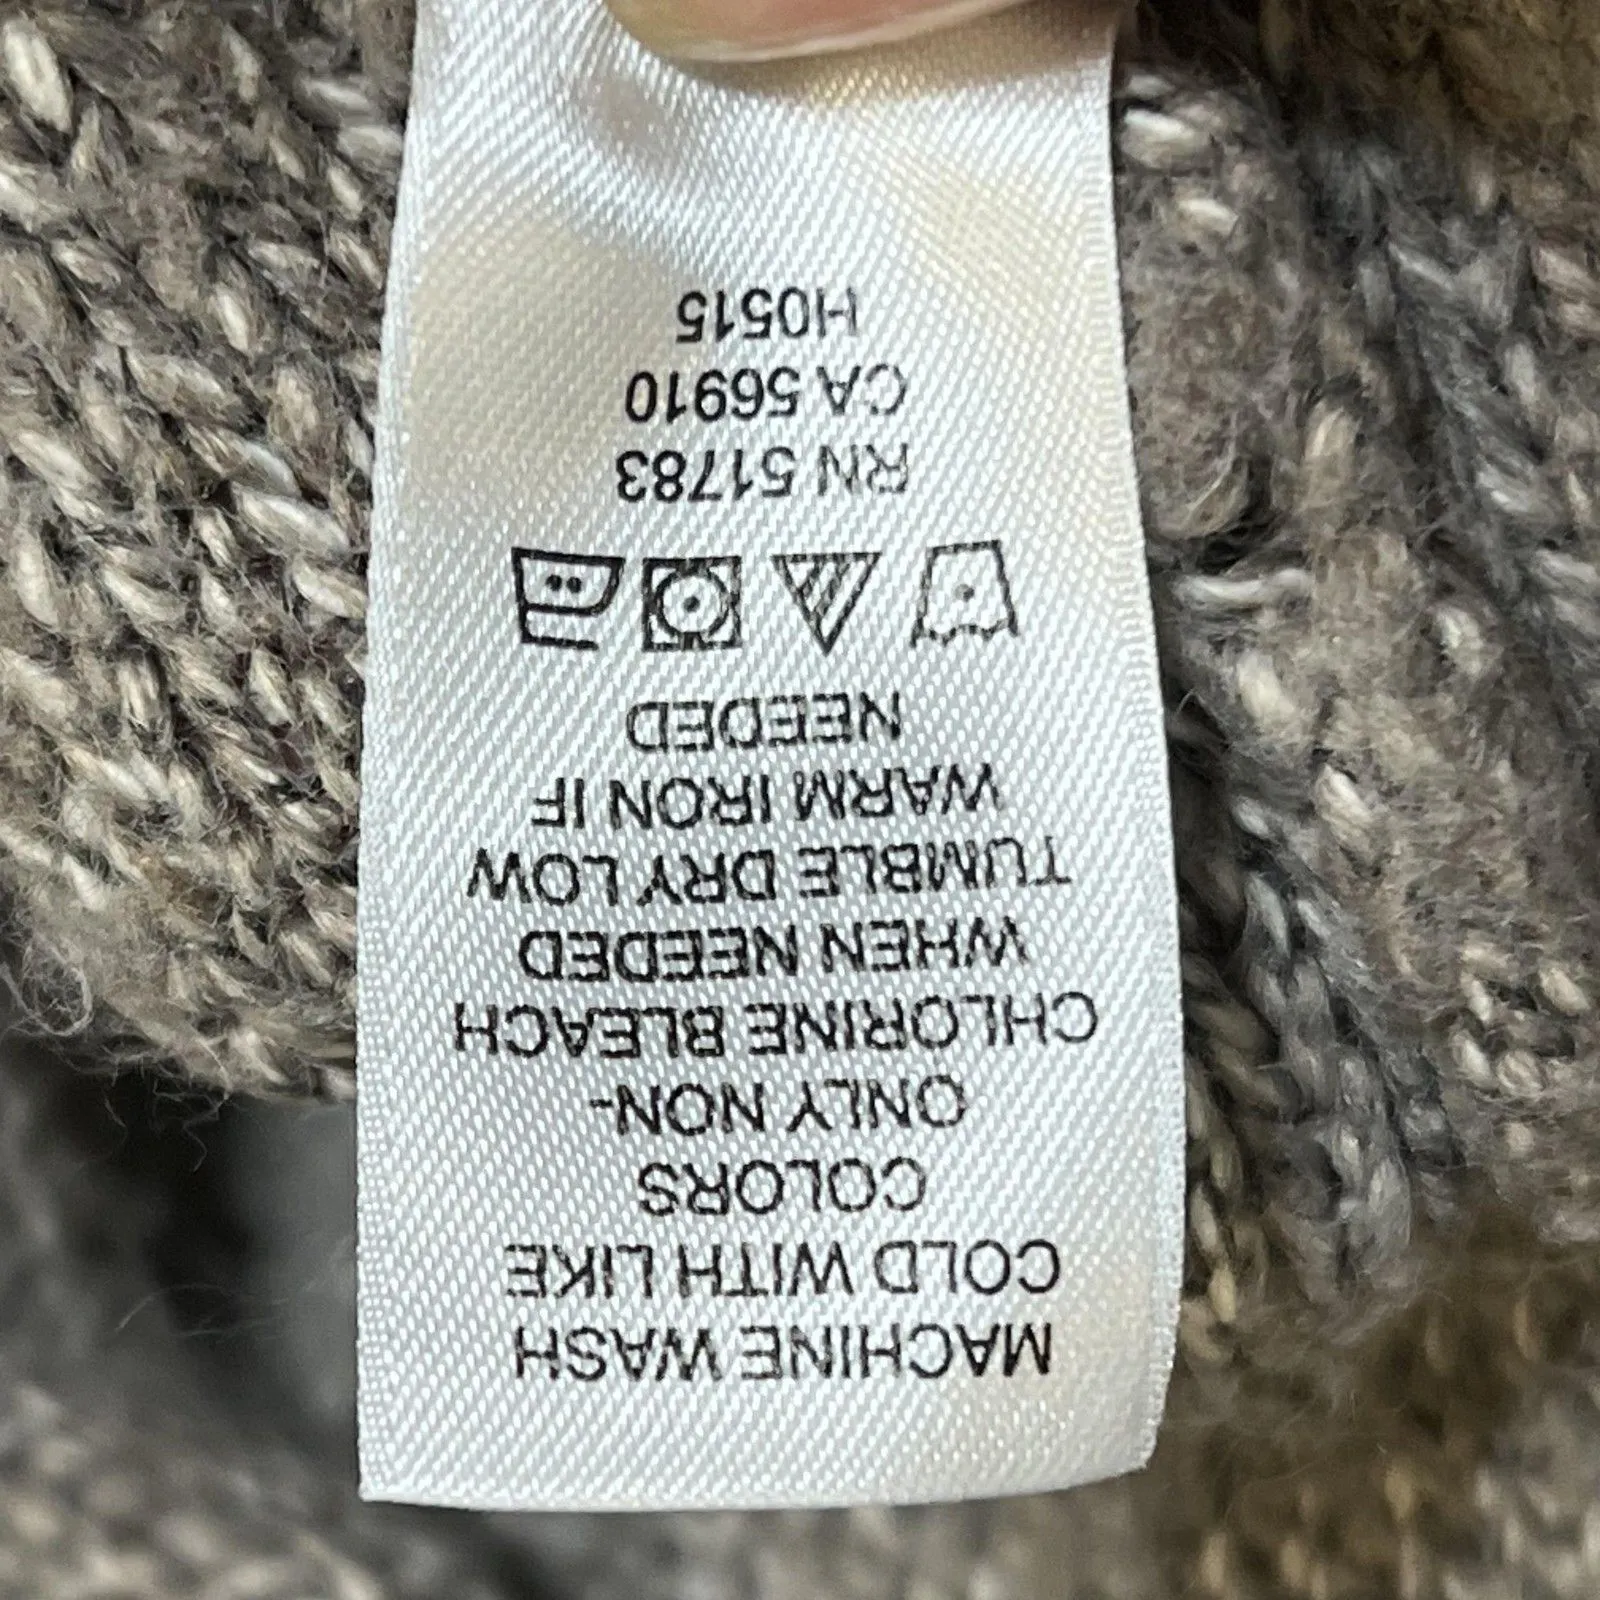 MACHINE WASH
COLD WITH LIKE
COLORS
ONLY NON-
CHLORINE BLEACH
WHEN NEEDED
TUMBLE DRY LOW
WARM IRON IF
NEEDED
RN 51783
CA 56910
H0515